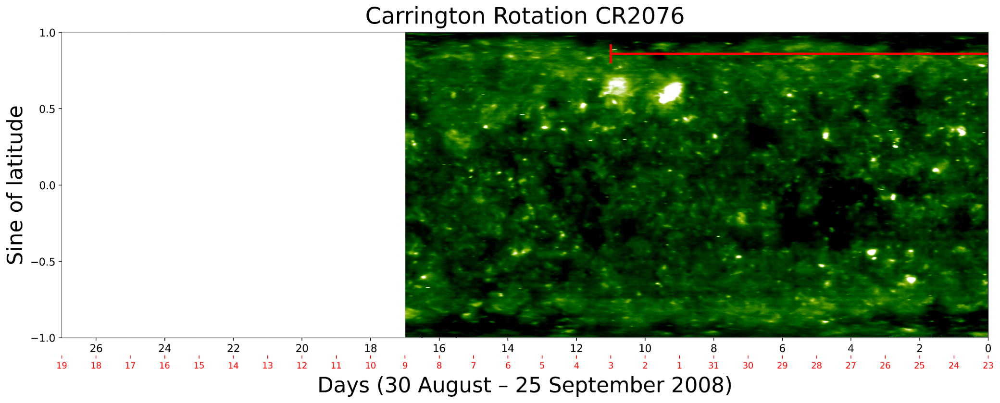 Carrington Rotation CR2076
Sine of latitude
1.0
0.5
0.0
−0.5
−1.0
26 24 22 20 18 16 14 12 10 8 6 4 2 0
19 18 17 16 15 14 13 12 11 10 9 8 7 6 5 4 3 2 1 31 30 29 28 27 26 25 24 23
Days (30 August – 25 September 2008)